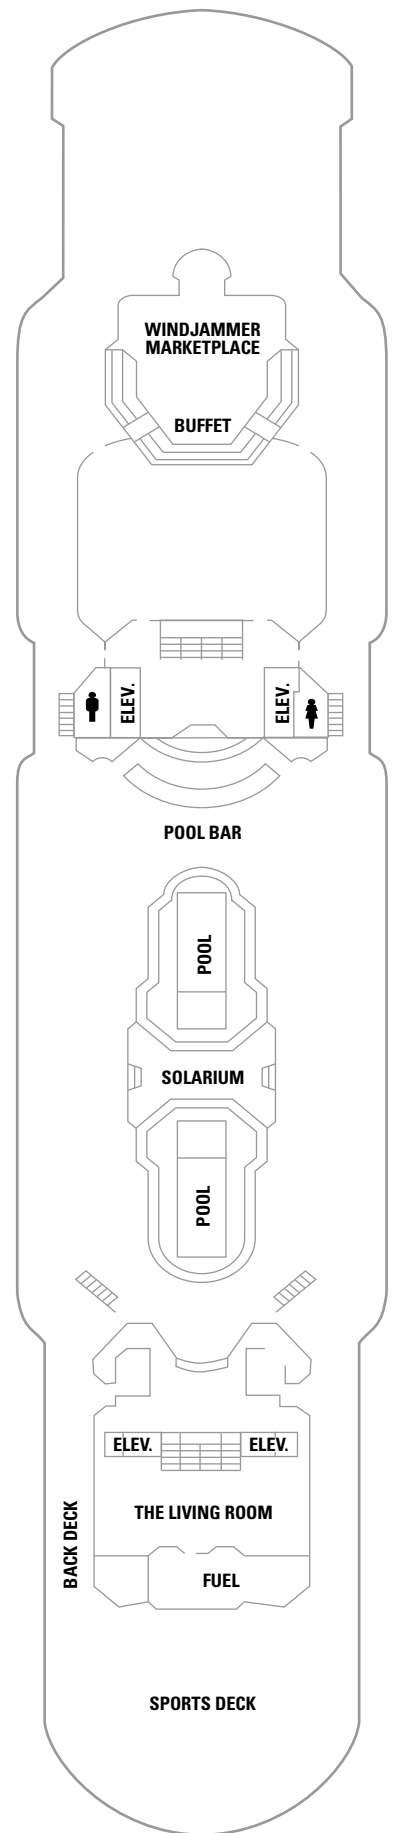 WINDJAMMER
MARKETPLACE
BUFFET
ELEV.
ELEV.
POOL BAR
POOL
SOLARIUM
POOL
ELEV.
ELEV.
THE LIVING ROOM
BACK DECK
FUEL
SPORTS DECK